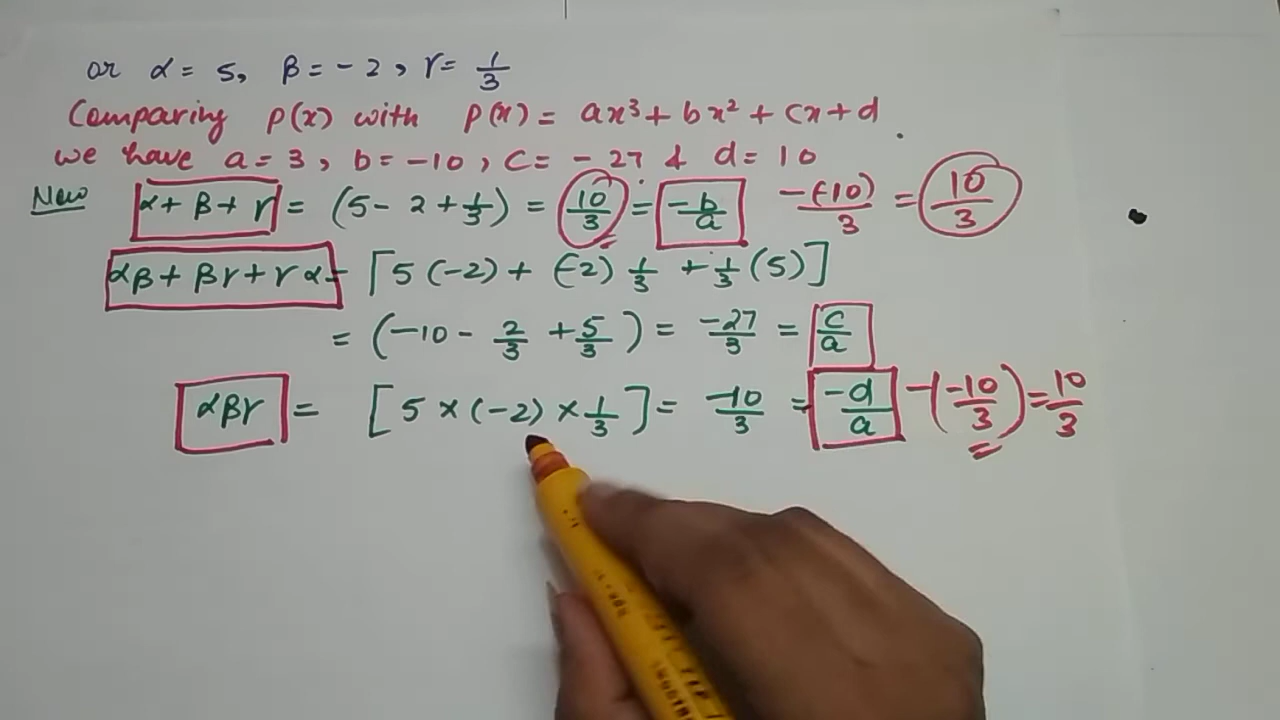 or α = 5, β = -2, γ = 1/3
Comparing p(x) with p(x) = ax³ + bx² + cx + d
we have a = 3, b = -10, c = -27 & d = 10
Now α + β + γ = (5 - 2 + 1/3) = 10/3 = -b/a -(-10)/3 = 10/3
αβ + βγ + γα = [5(-2) + (-2) 1/3 + 1/3 (5)]
= (-10 - 2/3 + 5/3) = -27/3 = c/a
αβγ = [5 × (-2) × 1/3] = -10/3 = -d/a -(-10/3) = 10/3